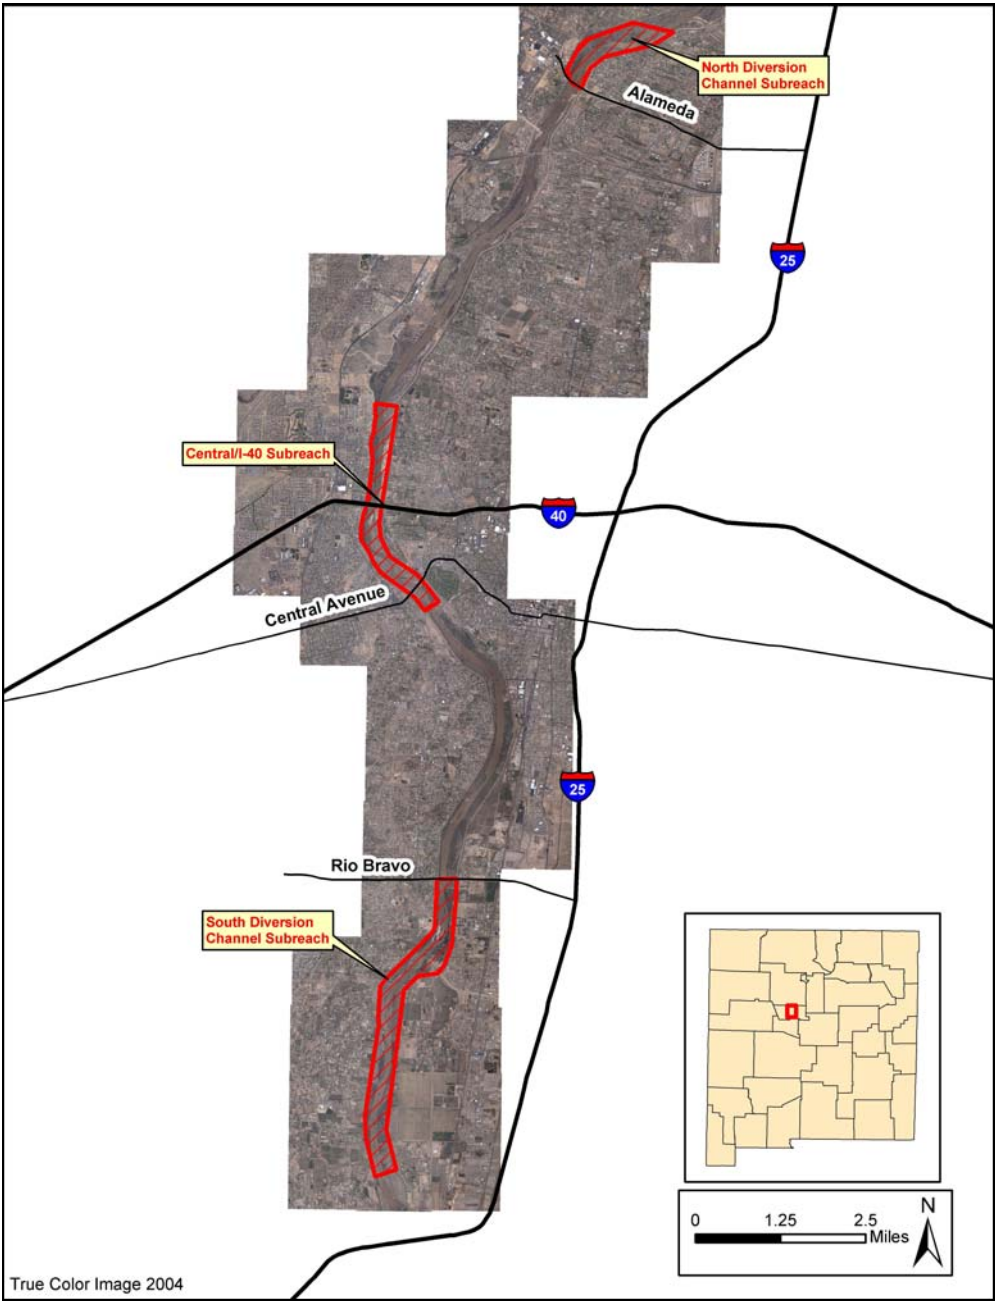 North Diversion
Channel Subreach
Alameda
25
Central/I-40 Subreach
40
Central Avenue
25
Rio Bravo
South Diversion
Channel Subreach
N
0 1.25 2.5
Miles
True Color Image 2004